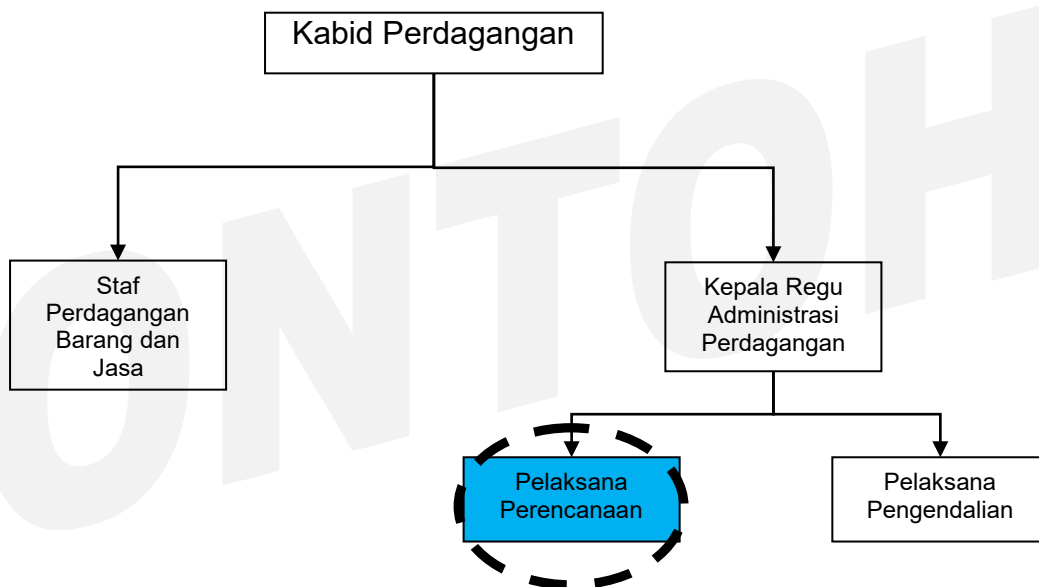 Kabid Perdagangan
Staf
Perdagangan
Barang dan
Jasa
Kepala Regu
Administrasi
Perdagangan
Pelaksana
Perencanaan
Pelaksana
Pengendalian
ONTOH